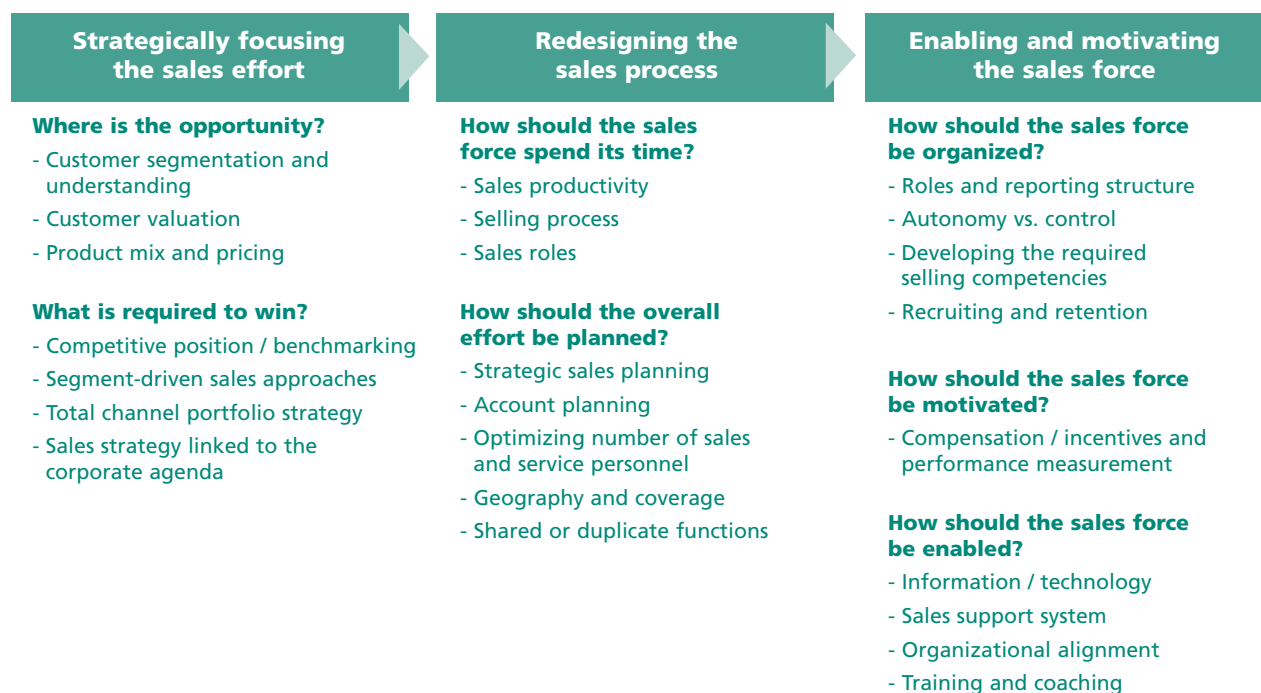 Strategically focusing
the sales effort
Where is the opportunity?
- Customer segmentation and
understanding
- Customer valuation
- Product mix and pricing
What is required to win?
- Competitive position / benchmarking
- Segment-driven sales approaches
- Total channel portfolio strategy
- Sales strategy linked to the
corporate agenda
Redesigning the
sales process
How should the sales
force spend its time?
- Sales productivity
- Selling process
- Sales roles
How should the overall
effort be planned?
- Strategic sales planning
- Account planning
- Optimizing number of sales
and service personnel
- Geography and coverage
- Shared or duplicate functions
Enabling and motivating
the sales force
How should the sales force
be organized?
- Roles and reporting structure
- Autonomy vs. control
- Developing the required
selling competencies
- Recruiting and retention
How should the sales force
be motivated?
- Compensation / incentives and
performance measurement
How should the sales force
be enabled?
- Information / technology
- Sales support system
- Organizational alignment
- Training and coaching